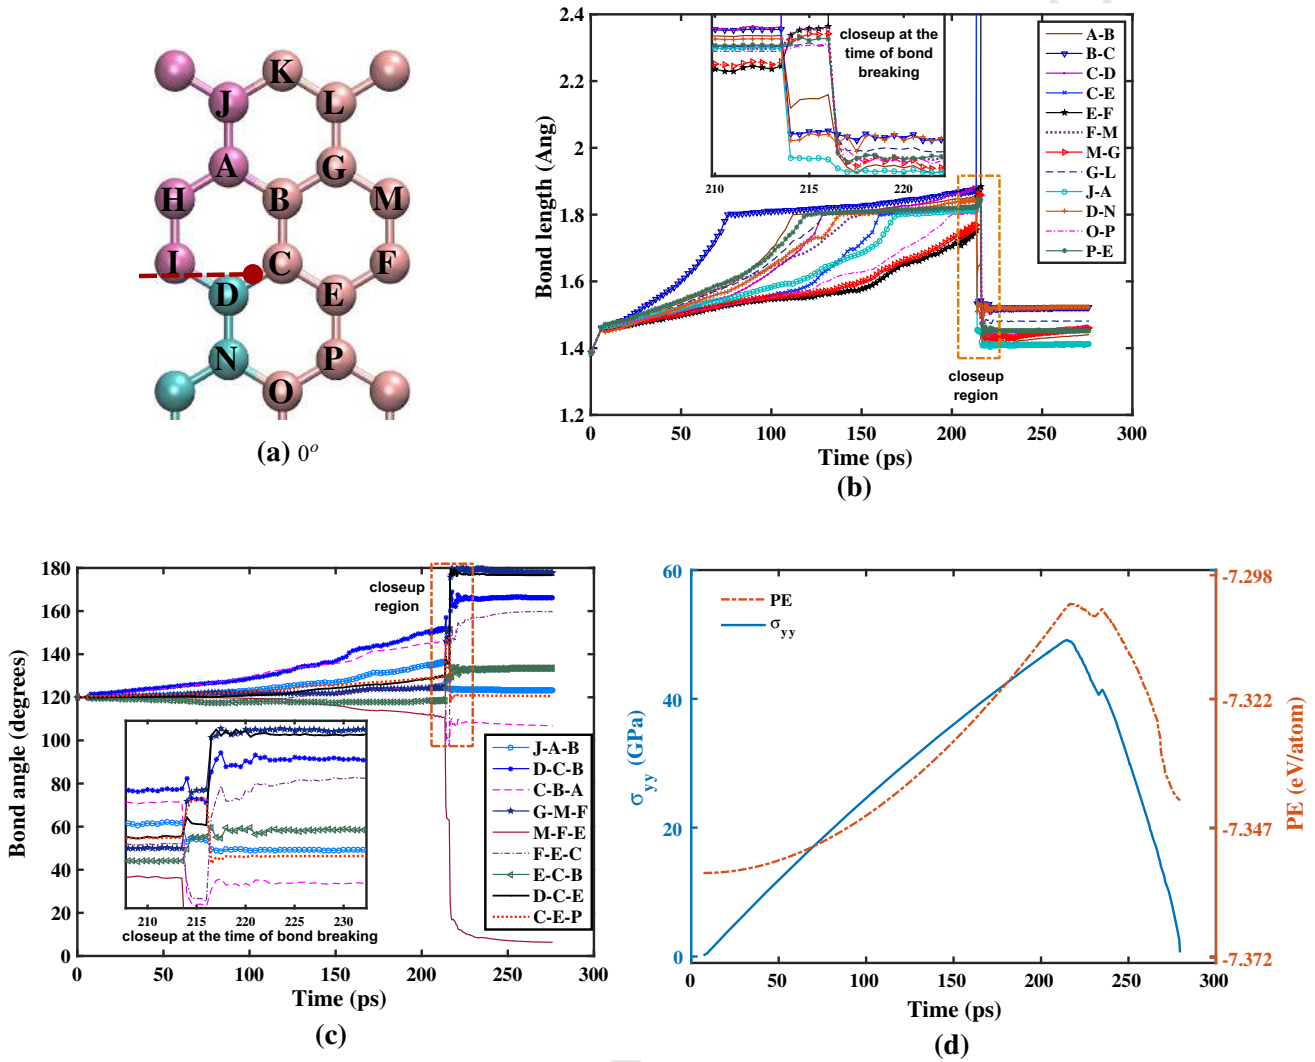 K
J
L
A
G
H
B
M
I
C
F
D
E
N
P
O
(a) 0°
2.4
2.2
2
1.8
1.6
1.4
1.2
Bond length (Ang)
closeup at the
time of bond
breaking
210
215
220
A-B
B-C
C-D
C-E
E-F
F-M
M-G
G-L
J-A
D-N
O-P
P-E
closeup
region
0
50
100
150
200
250
300
Time (ps)
(b)
180
160
140
120
100
80
60
40
20
0
Bond angle (degrees)
closeup
region
210
215
220
225
230
closeup at the time of bond breaking
J-A-B
D-C-B
C-B-A
G-M-F
M-F-E
F-E-C
E-C-B
D-C-E
C-E-P
0
50
100
150
200
250
300
Time (ps)
(c)
60
40
20
0
σyy (GPa)
PE
σyy
-7.298
-7.322
-7.347
-7.372
PE (eV/atom)
0
50
100
150
200
250
300
Time (ps)
(d)